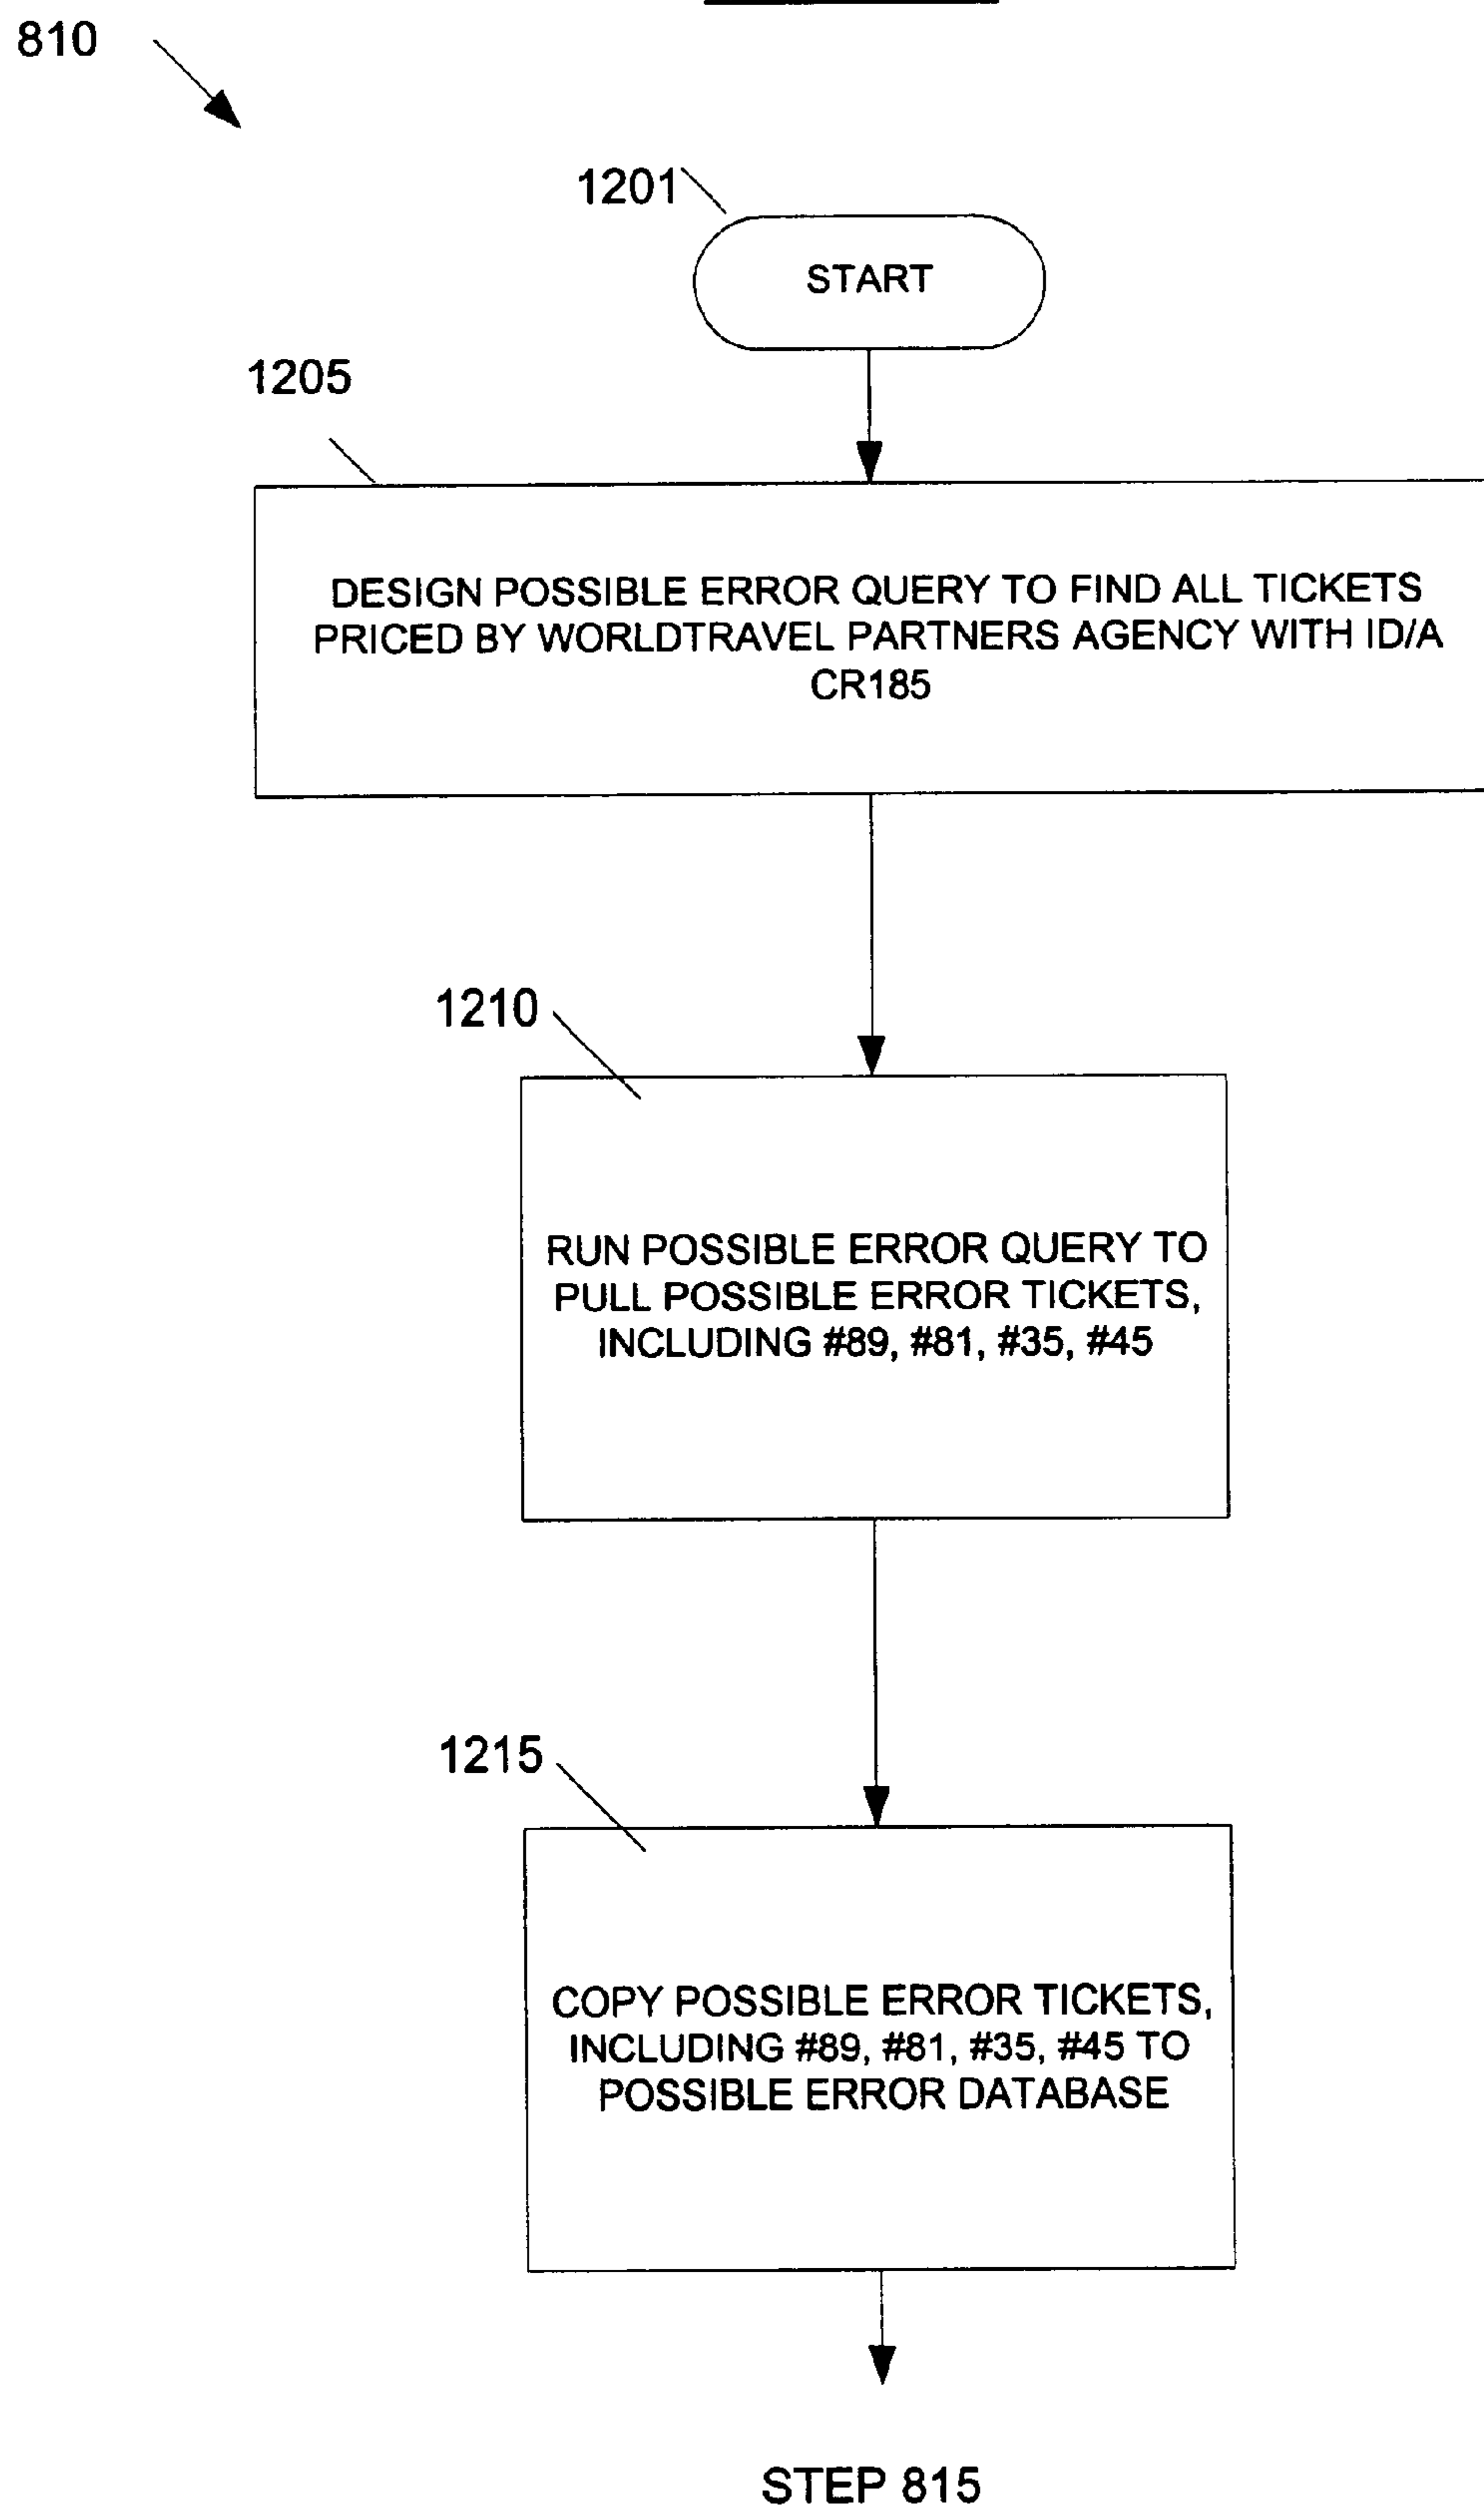 810
1201
START
1205
DESIGN POSSIBLE ERROR QUERY TO FIND ALL TICKETS
PRICED BY WORLDTRAVEL PARTNERS AGENCY WITH ID/A
CR185
1210
RUN POSSIBLE ERROR QUERY TO
PULL POSSIBLE ERROR TICKETS,
INCLUDING #89, #81, #35, #45
1215
COPY POSSIBLE ERROR TICKETS,
INCLUDING #89, #81, #35, #45 TO
POSSIBLE ERROR DATABASE
STEP 815